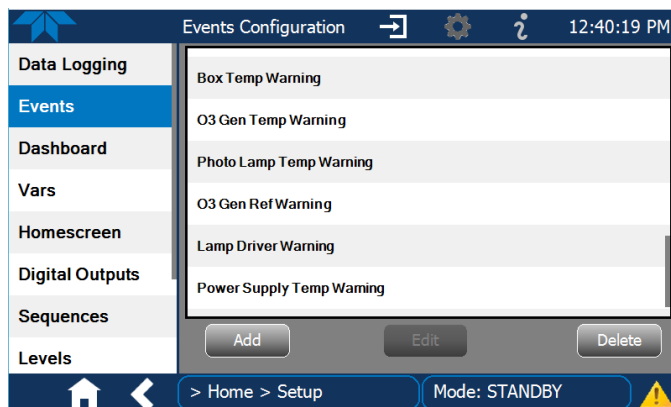 Events Configuration
12:40:19 PM
Data Logging
Events
Dashboard
Vars
Homescreen
Digital Outputs
Sequences
Levels
Box Temp Warning
O3 Gen Temp Warning
Photo Lamp Temp Warning
O3 Gen Ref Warning
Lamp Driver Warning
Power Supply Temp Warning
Add
Edit
Delete
> Home > Setup
Mode: STANDBY